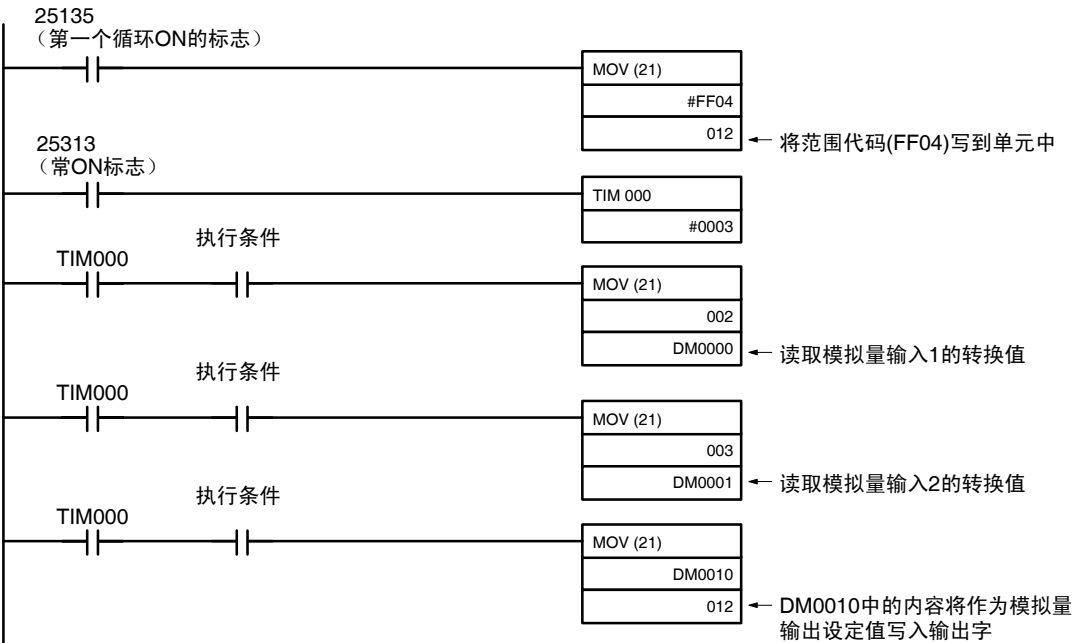 25135
（第一个循环ON的标志）
MOV (21)
#FF04
012
将范围代码(FF04)写到单元中
25313
（常ON标志）
TIM 000
#0003
执行条件
TIM000
MOV (21)
002
DM0000
读取模拟量输入1的转换值
执行条件
TIM000
MOV (21)
003
DM0001
读取模拟量输入2的转换值
执行条件
TIM000
MOV (21)
DM0010
012
DM0010中的内容将作为模拟量
输出设定值写入输出字